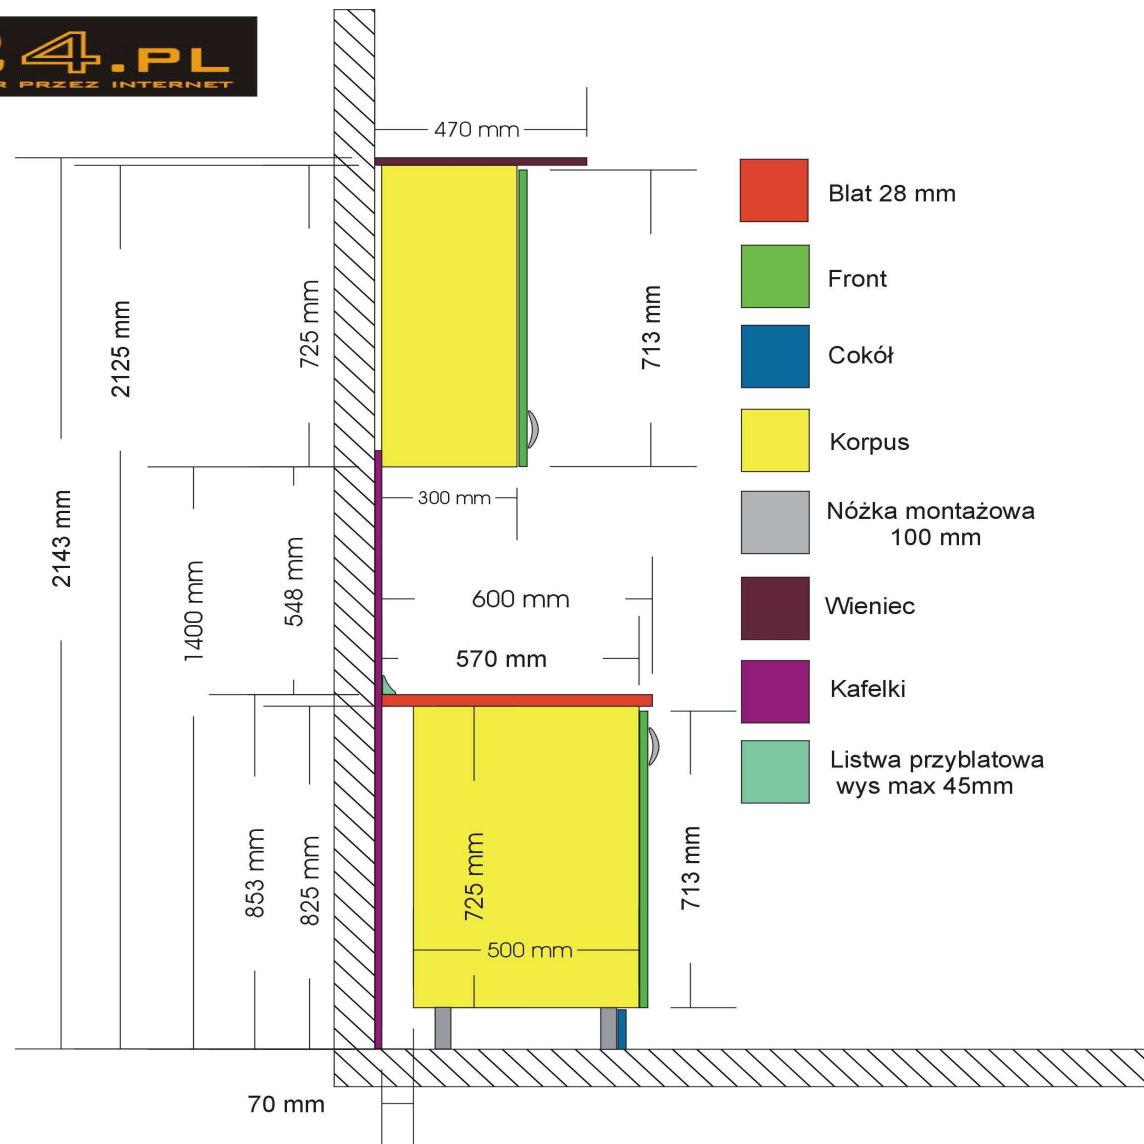 4.PL
PRZEZ INTERNET
470 mm
2143 mm
2125 mm
725 mm
713 mm
1400 mm
548 mm
300 mm
600 mm
570 mm
853 mm
825 mm
725 mm
713 mm
500 mm
70 mm
Blat 28 mm
Front
Cokół
Korpus
Nóżka montażowa
100 mm
Wieniec
Kafelki
Listwa przyblatowa
wys max 45mm